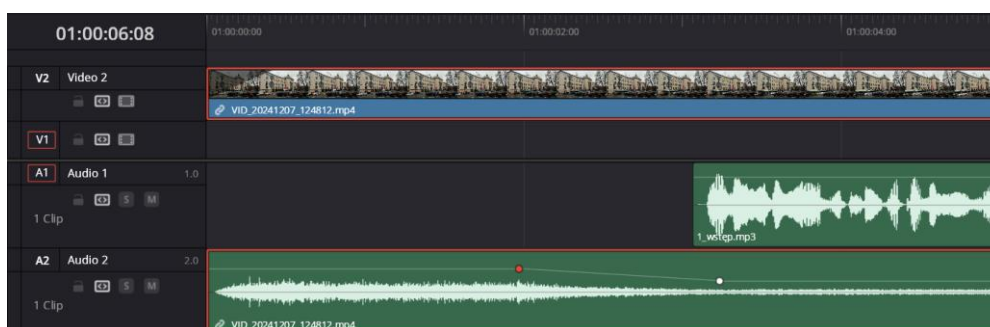 01:00:06:08
01:00:00:00
01:00:02:00
01:00:04:00
V2 Video 2
VID_20241207_124812.mp4
V1
A1 Audio 1 1.0
S M
1 Clip
1_wstęp.mp3
A2 Audio 2 2.0
S M
1 Clip
VID_20241207_124812.mp4